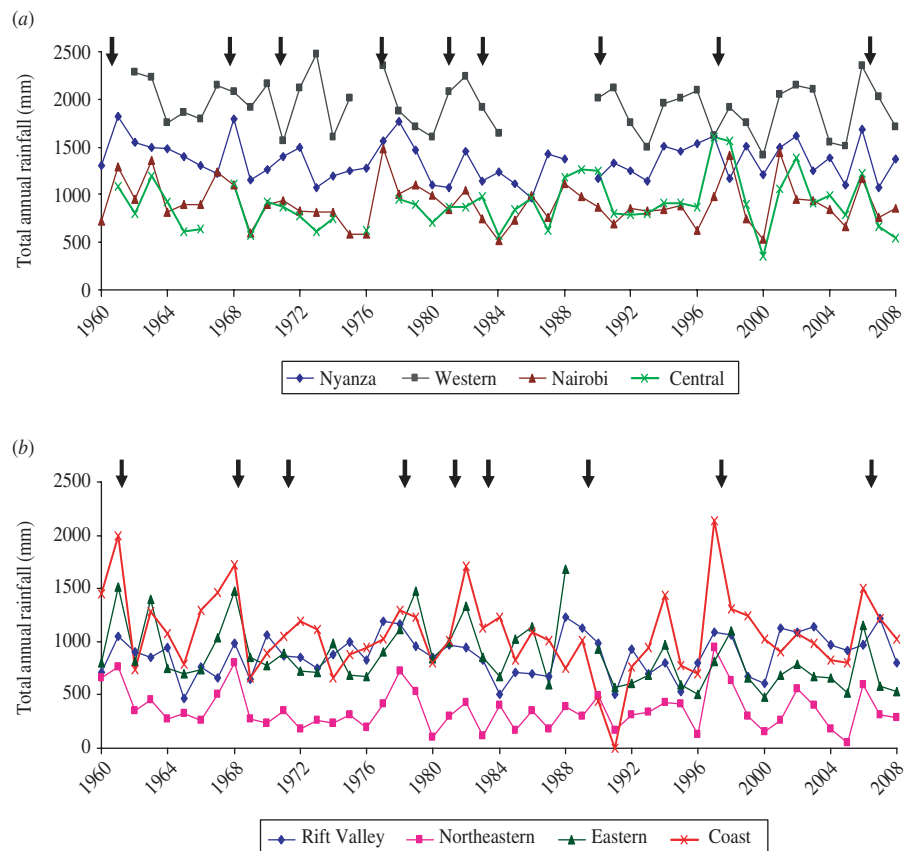 (a)
Total annual rainfall (mm)
2500
2000
1500
1000
500
0
1960 1964 1968 1972 1976 1980 1984 1988 1992 1996 2000 2004 2008
Nyanza Western Nairobi Central
(b)
Total annual rainfall (mm)
2500
2000
1500
1000
500
0
1960 1964 1968 1972 1976 1980 1984 1988 1992 1996 2000 2004 2008
Rift Valley Northeastern Eastern Coast